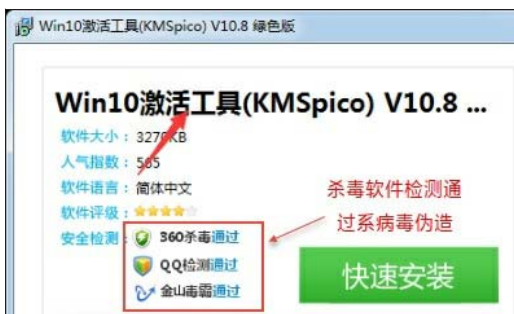 Win10激活工具(KMSpico) V10.8 绿色版
Win10激活工具(KMSpico) V10.8 ...
软件大小：3270KB
人气指数：565
软件语言：简体中文
软件评级：
安全检测：360杀毒通过
QQ检测通过
金山毒霸通过
杀毒软件检测通
过系病毒伪造
快速安装